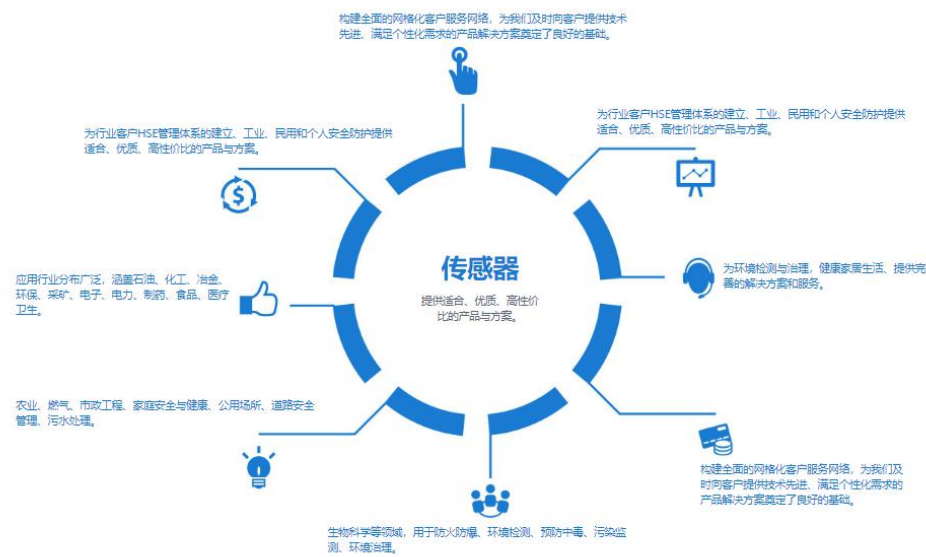 构建全面的网格化客户服务网络，为我们及时向客户提供技术
先进、满足个性化需求的产品解决方案奠定了良好的基础。
为行业客户HSE管理体系的建立、工业、民用和个人安全防护提供
适合、优质、高性价比的产品与方案。
为行业客户HSE管理体系的建立、工业、民用和个人安全防护提供
适合、优质、高性价比的产品与方案。
应用行业分布广泛，涵盖石油、化工、冶金、
环保、采矿、电子、电力、制药、食品、医疗
卫生。
传感器
提供适合、优质、高性价
比的产品与方案。
为环境检测与治理，健康家居生活、提供完
善的解决方案和服务。
农业、燃气、市政工程、家庭安全与健康、公用场所、道路安全
管理、污水处理。
构建全面的网格化客户服务网络，为我们及
时向客户提供技术先进、满足个性化需求的
产品解决方案奠定了良好的基础。
生物科学等领域，用于防火防爆、环境检测、预防中毒、污染监
测、环境治理。